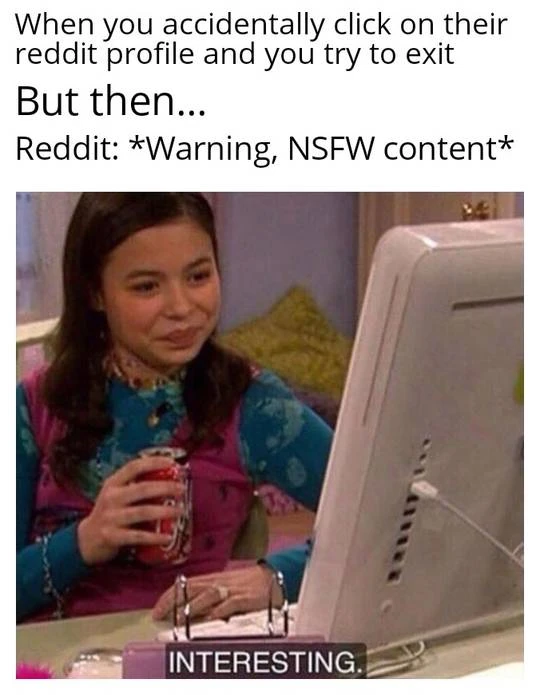 When you accidentally click on their
reddit profile and you try to exit
But then...
Reddit: *Warning, NSFW content*
INTERESTING.